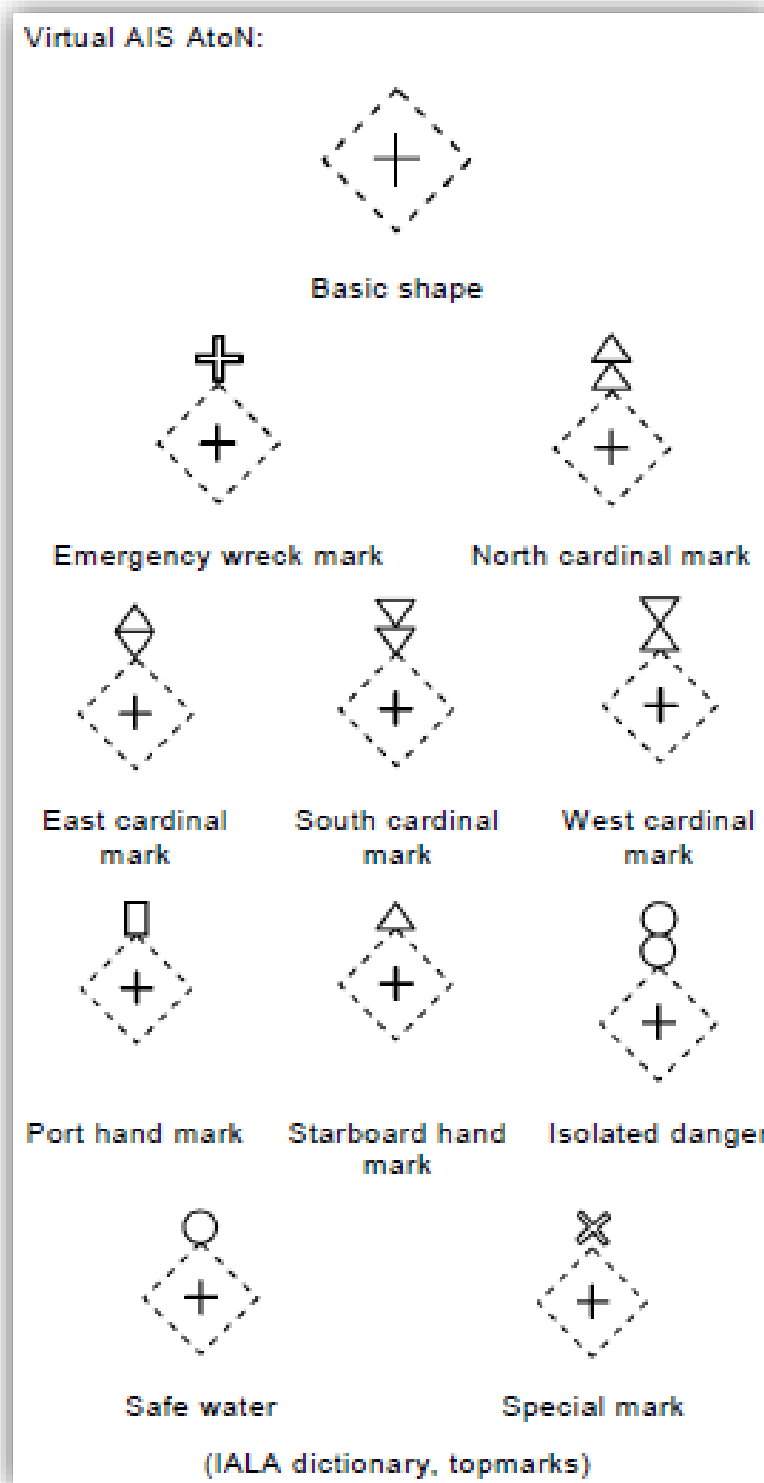 Virtual AIS AtoN:
Basic shape
Emergency wreck mark
North cardinal mark
East cardinal
mark
South cardinal
mark
West cardinal
mark
Port hand mark
Starboard hand
mark
Isolated danger
Safe water
Special mark
(IALA dictionary, topmarks)